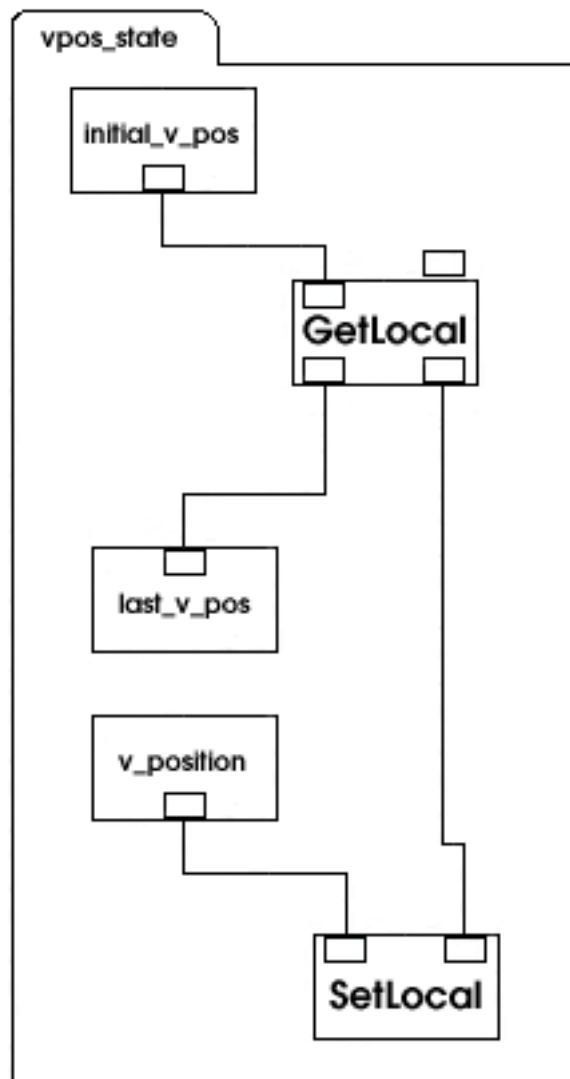 vpos_state
initial_v_pos
GetLocal
last_v_pos
v_position
SetLocal